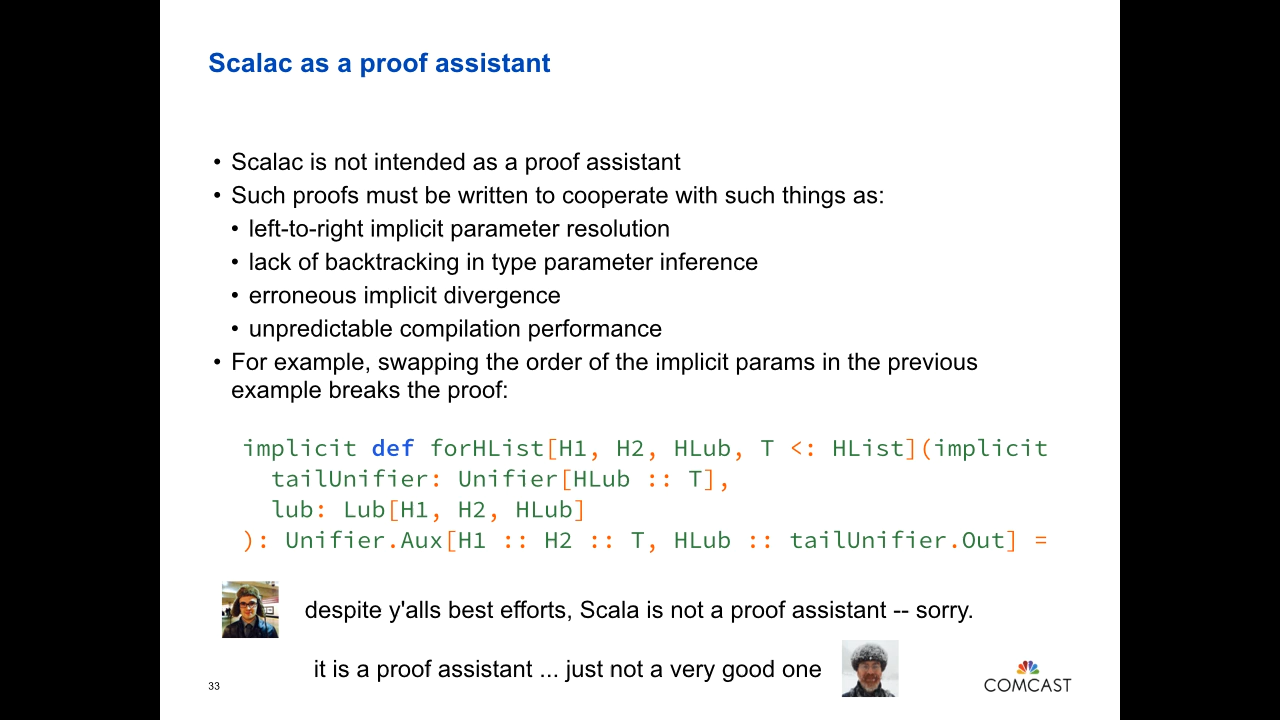 Scalac as a proof assistant
• Scalac is not intended as a proof assistant
• Such proofs must be written to cooperate with such things as:
• left-to-right implicit parameter resolution
• lack of backtracking in type parameter inference
• erroneous implicit divergence
• unpredictable compilation performance
• For example, swapping the order of the implicit params in the previous
example breaks the proof:
implicit def forHList[H1, H2, HLub, T <: HList](implicit
  tailUnifier: Unifier[HLub :: T],
  lub: Lub[H1, H2, HLub]
): Unifier.Aux[H1 :: H2 :: T, HLub :: tailUnifier.Out] =
despite y'alls best efforts, Scala is not a proof assistant -- sorry.
it is a proof assistant ... just not a very good one
33
COMCAST